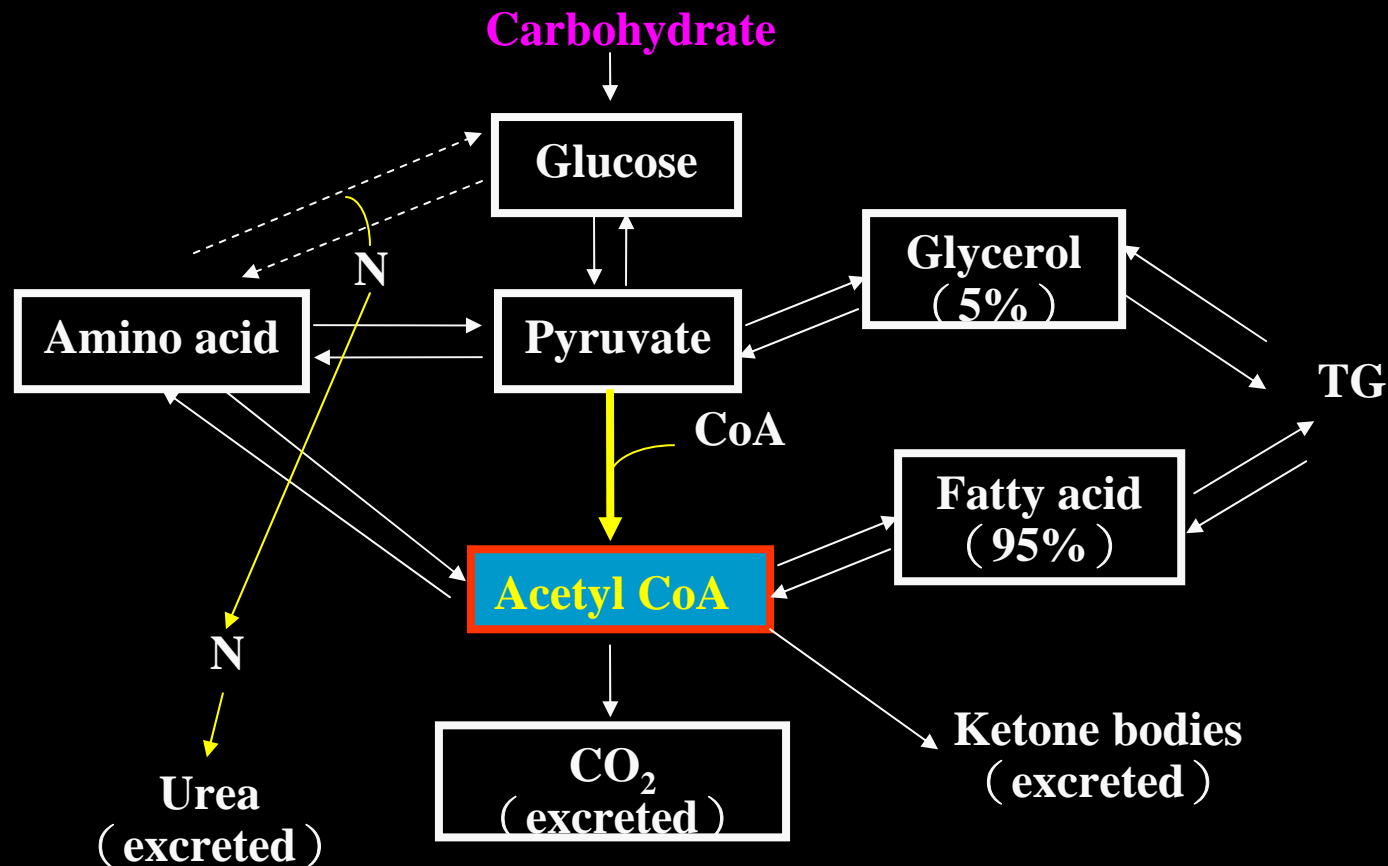 Carbohydrate
Glucose
N
Glycerol
（5%）
Amino acid
Pyruvate
TG
CoA
Fatty acid
（95%）
Acetyl CoA
N
Ketone bodies
（excreted）
CO₂
（excreted）
Urea
（excreted）